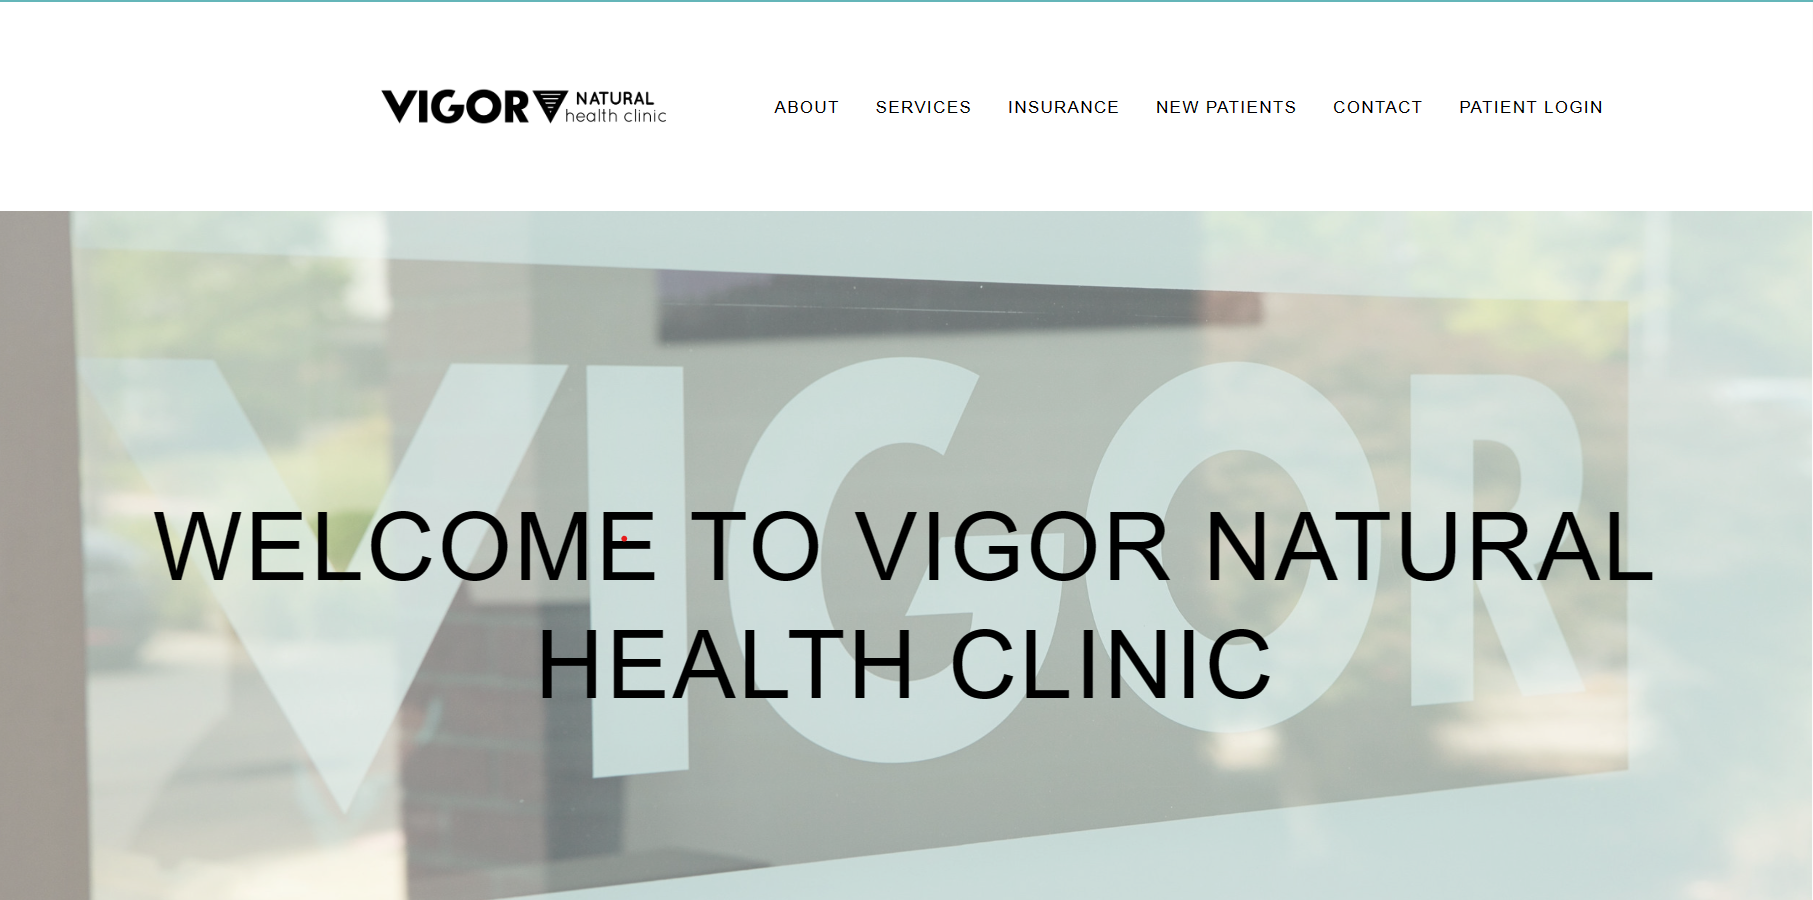 VIGOR NATURAL
health clinic
ABOUT SERVICES INSURANCE NEW PATIENTS CONTACT PATIENT LOGIN
VIGOR
WELCOME TO VIGOR NATURAL
HEALTH CLINIC